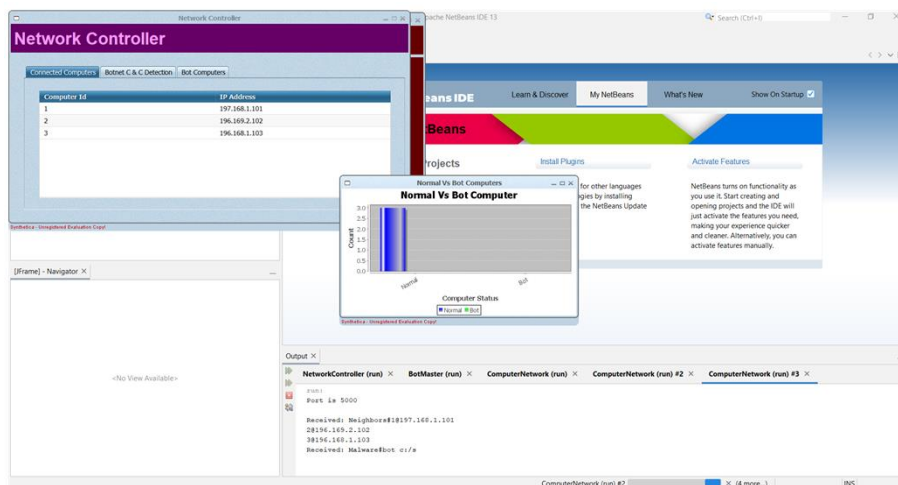 Network Controller
Network Controller
Connected Computers Botnet C & C Detection Bot Computers
Computer Id IP Address
1 197.168.1.101
2 196.169.2.102
3 196.168.1.103
Synthetica - Unregistered Evaluation Copy!
pache NetBeans IDE 13
Search (Ctrl+I)
eans IDE
Learn & Discover My NetBeans What's New Show On Startup
tBeans
Projects
Install Plugins
Activate Features
for other languages
gies by installing
the NetBeans Update
NetBeans turns on functionality as
you use it. Start creating and
opening projects and the IDE will
just activate the features you need,
making your experience quicker
and cleaner. Alternatively, you can
activate features manually.
Normal Vs Bot Computers
Normal Vs Bot Computer
3.0
2.5
2.0
1.5
1.0
0.5
0.0
Count
Normal Bot
Computer Status
Normal Bot
Synthetica - Unregistered Evaluation Copy!
[JFrame] - Navigator
<No View Available>
Output
NetworkController (run) BotMaster (run) ComputerNetwork (run) ComputerNetwork (run) #2 ComputerNetwork (run) #3
run:
Port is 5000
Received: Neighbors#1@197.168.1.101
2@196.169.2.102
3@196.168.1.103
Received: Malware#bot c:/s
ComputerNetwork (run) #2 (4 more...) INS